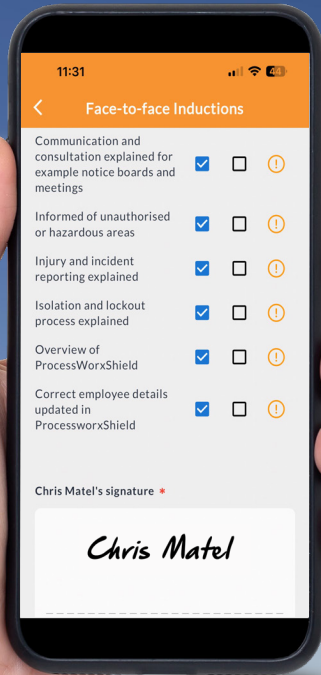 11:31
44
Face-to-face Inductions
Communication and
consultation explained for
example notice boards and
meetings
Informed of unauthorised
or hazardous areas
Injury and incident
reporting explained
Isolation and lockout
process explained
Overview of
ProcessWorxShield
Correct employee details
updated in
ProcessworxShield
Chris Matel's signature *
Chris Matel